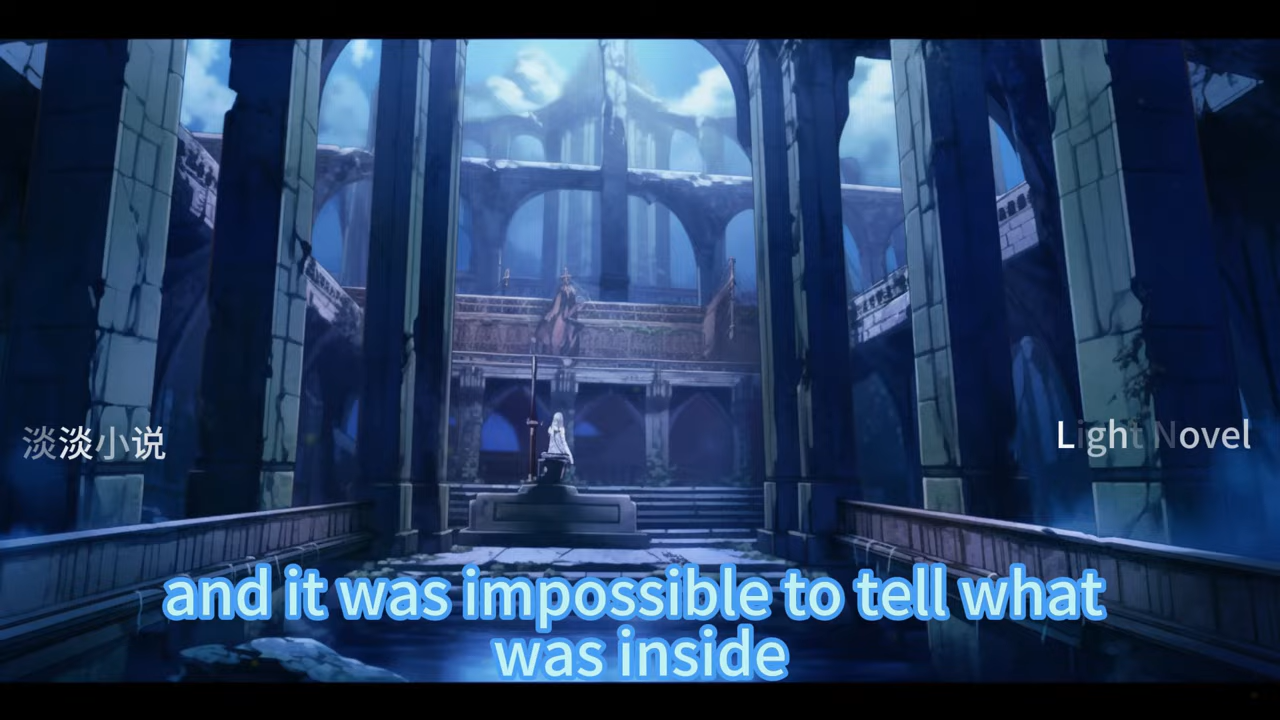 淡淡小说
Light Novel
and it was impossible to tell what
was inside